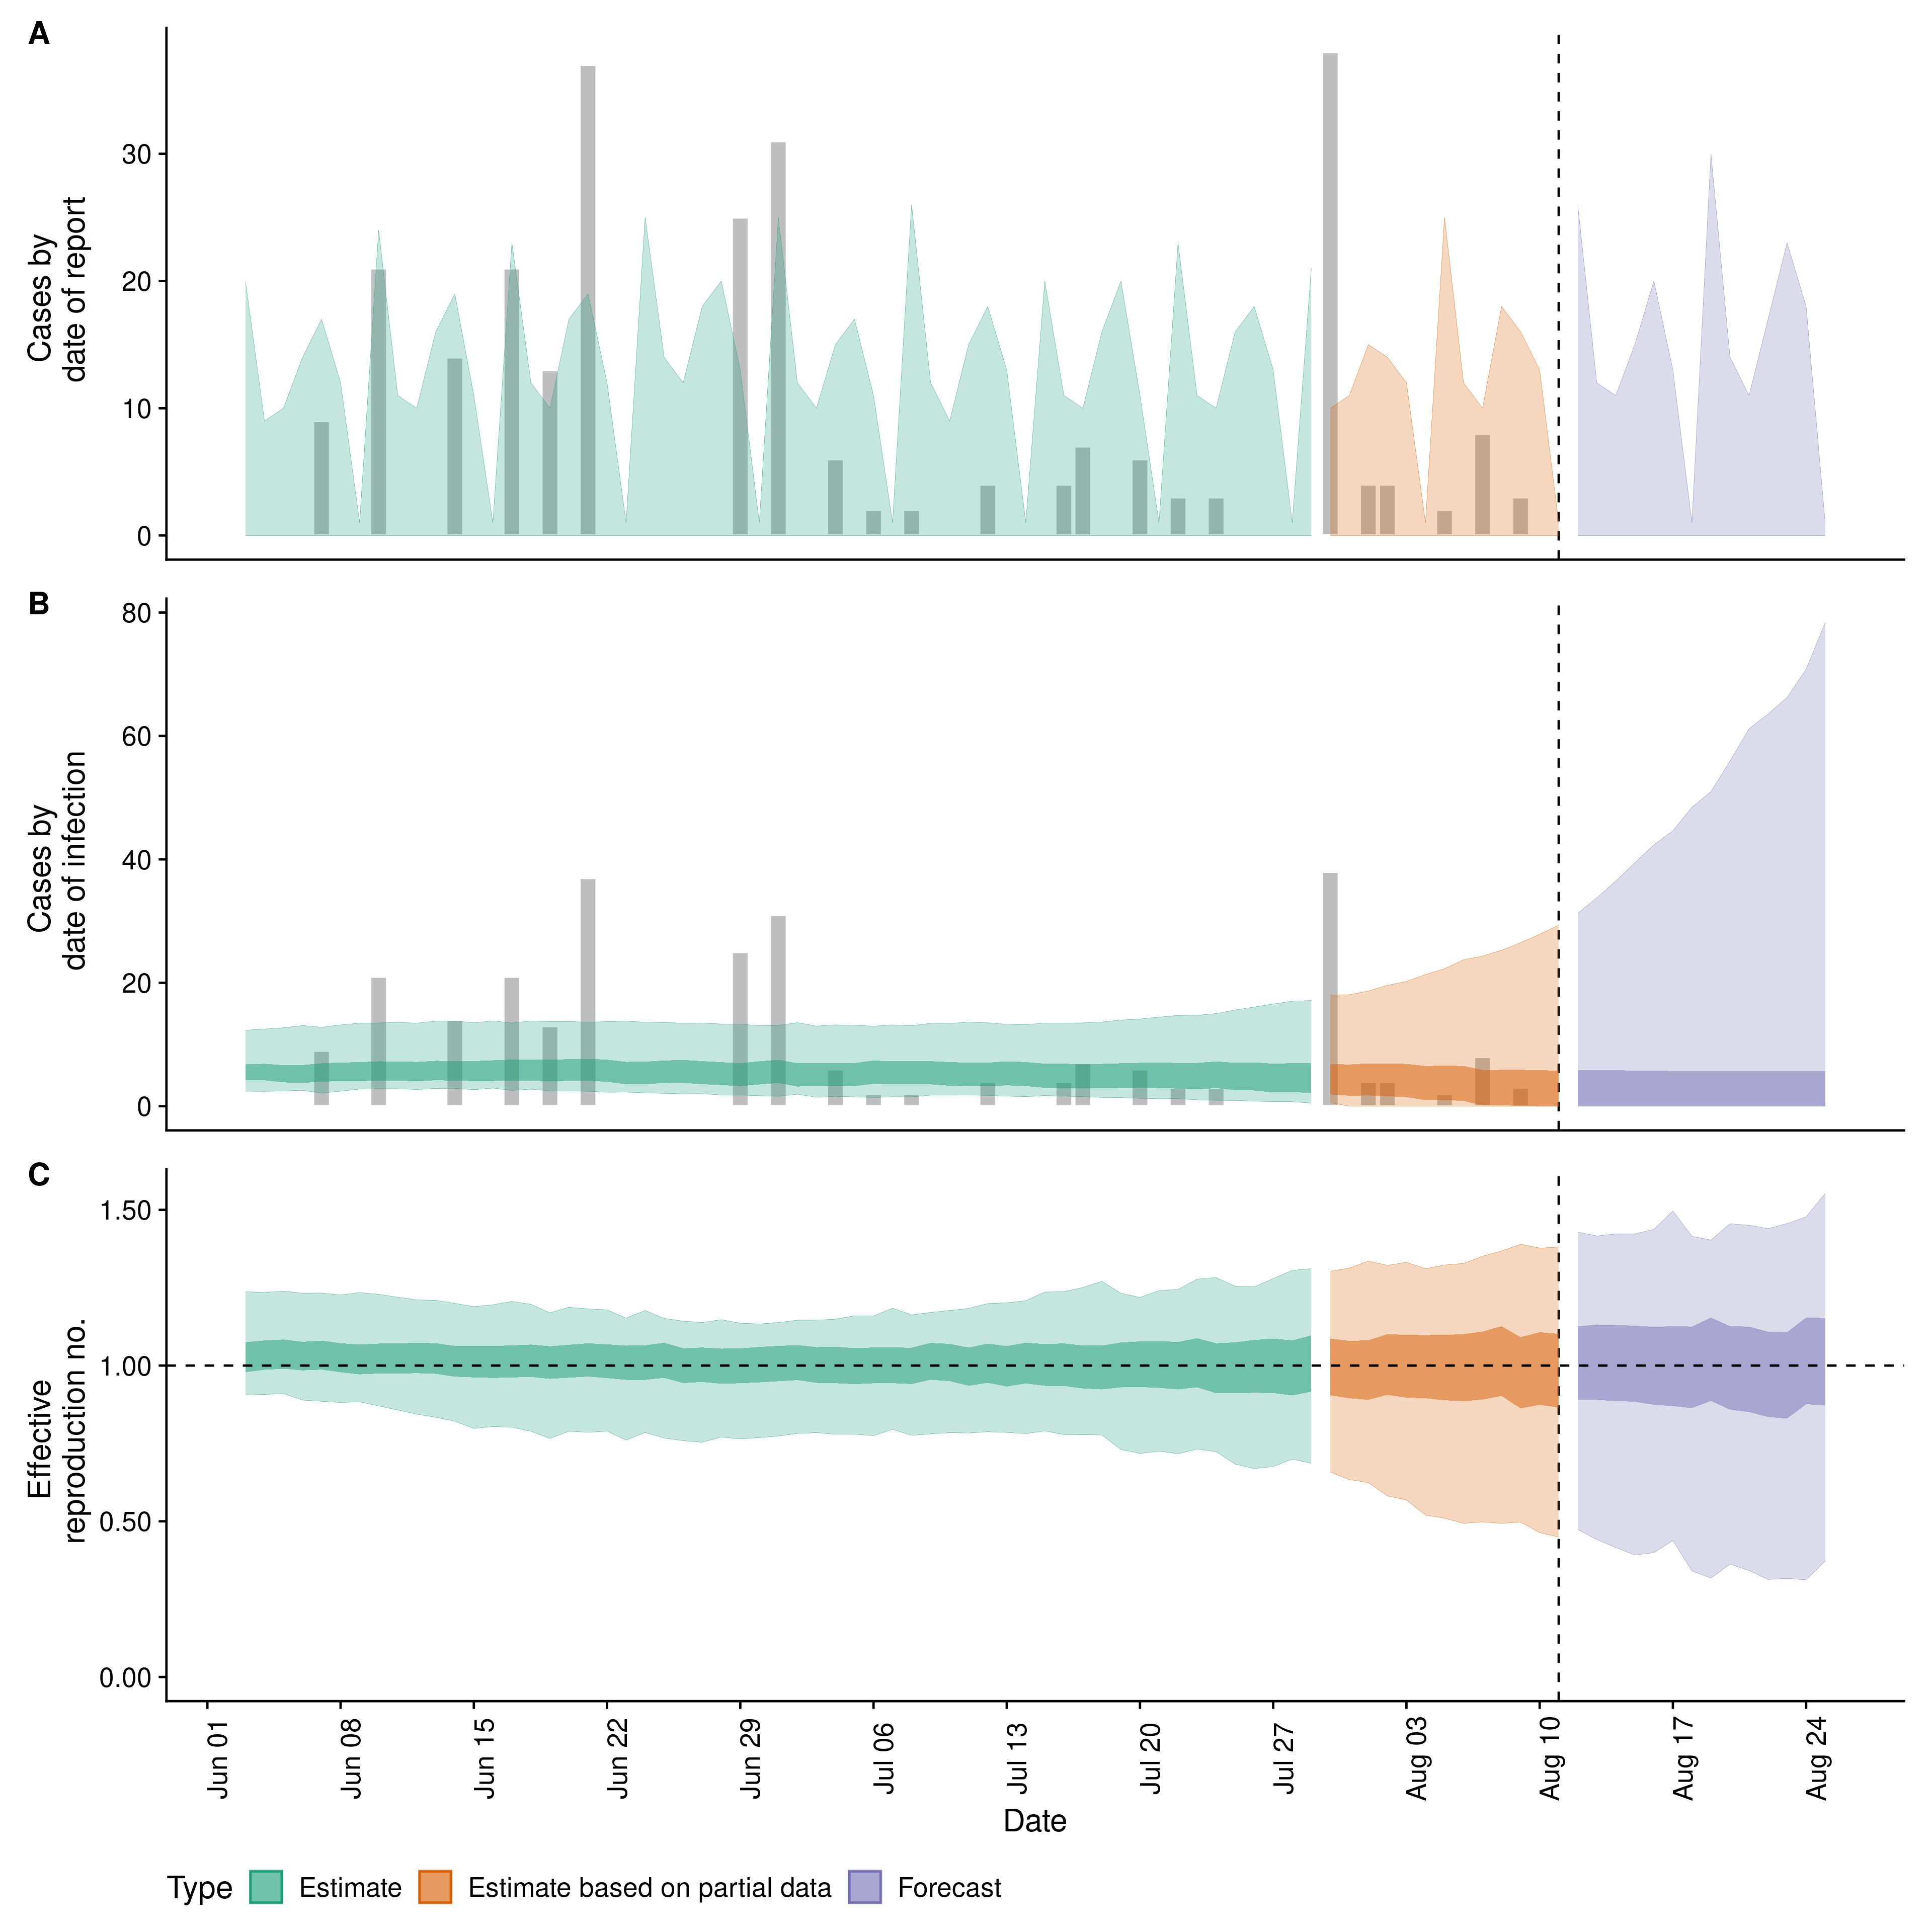 A
Cases by
date of report
30
20
10
0
B
Cases by
date of infection
80
60
40
20
0
C
Effective
reproduction no.
1.50
1.00
0.50
0.00
Jun 01
Jun 08
Jun 15
Jun 22
Jun 29
Jul 06
Jul 13
Jul 20
Jul 27
Aug 03
Aug 10
Aug 17
Aug 24
Date
Type Estimate Estimate based on partial data Forecast